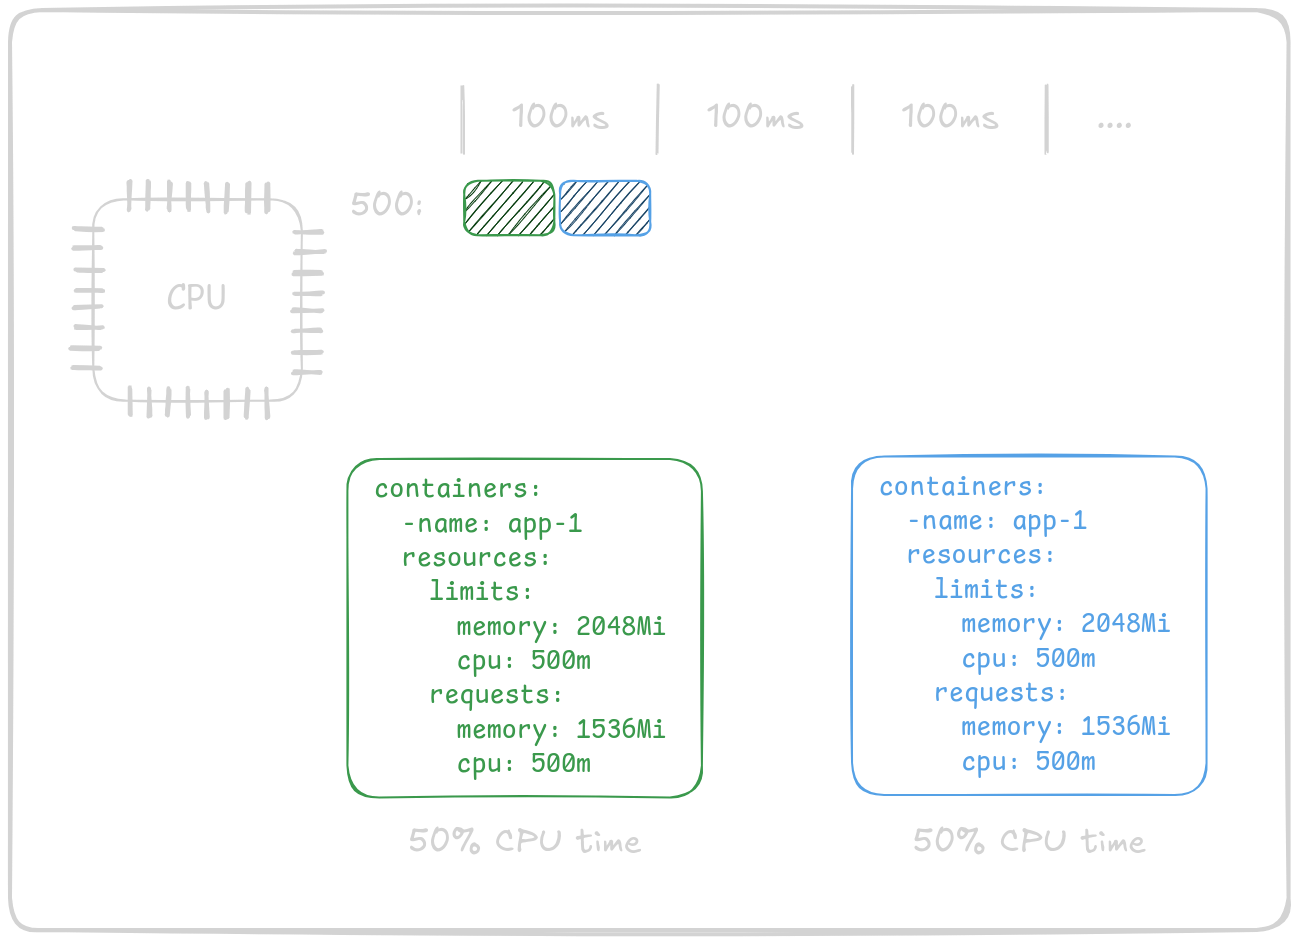 100ms 100ms 100ms ....
500:
CPU
containers:
-name: app-1
resources:
limits:
memory: 2048Mi
cpu: 500m
requests:
memory: 1536Mi
cpu: 500m
50% CPU time
containers:
-name: app-1
resources:
limits:
memory: 2048Mi
cpu: 500m
requests:
memory: 1536Mi
cpu: 500m
50% CPU time